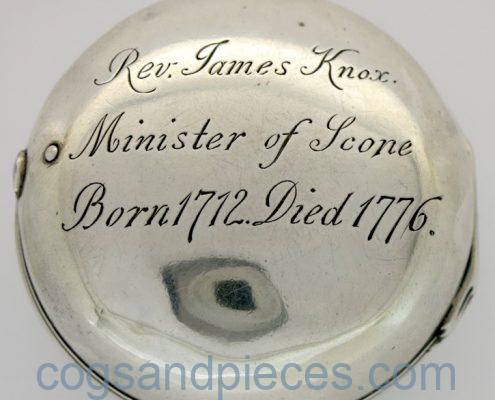 Rev. James Knox.
Minister of Scone
Born 1712. Died 1776.
cogsandpieces.com